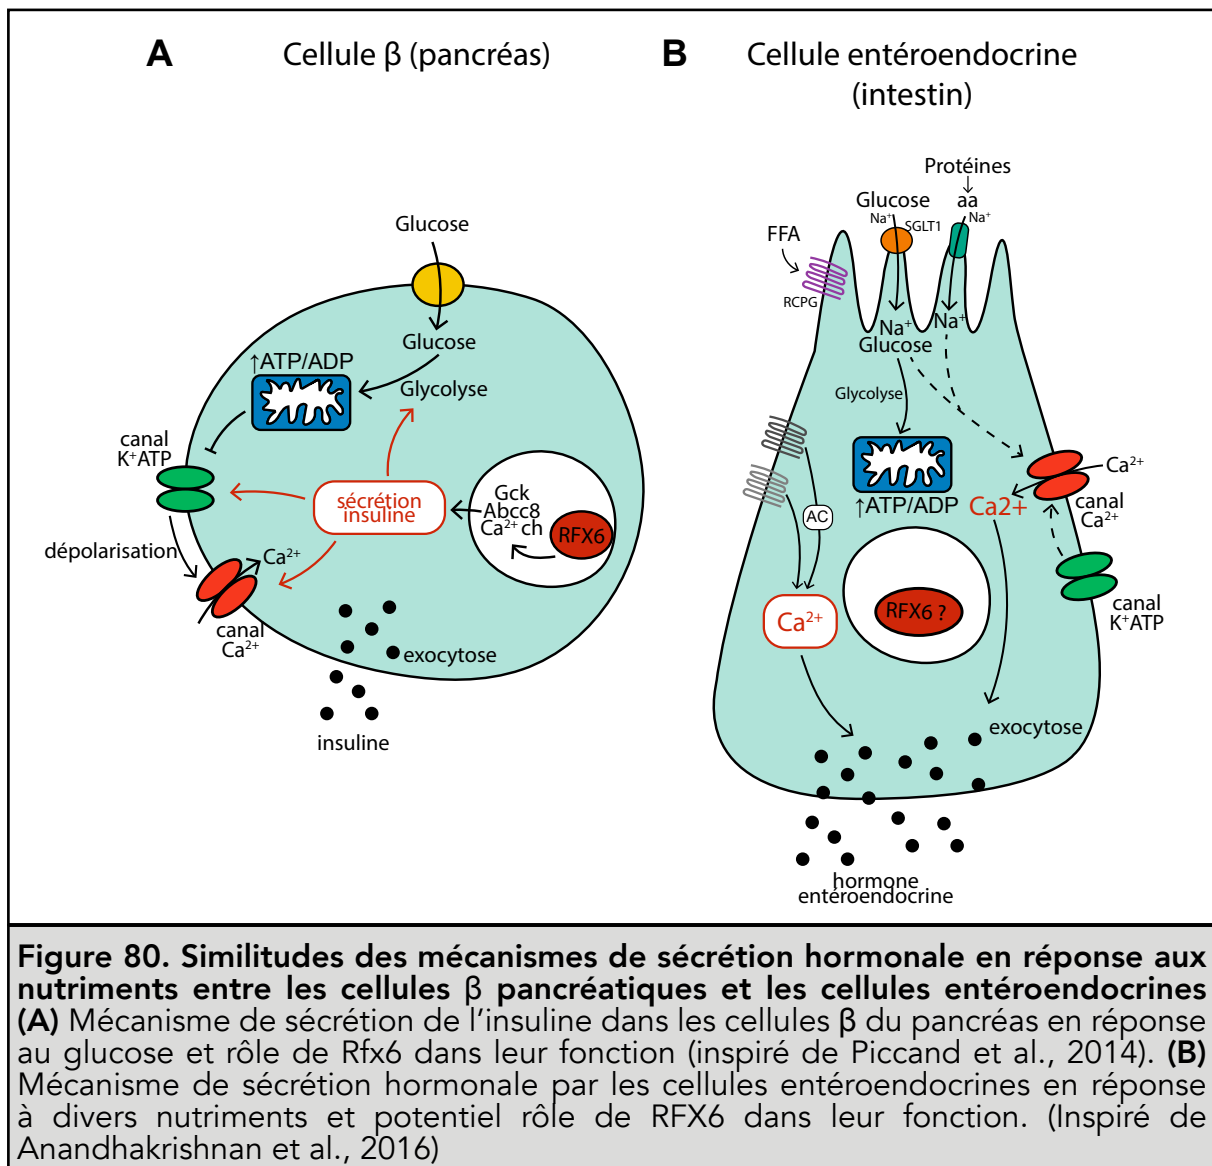 A Cellule β (pancréas)
Glucose
Glucose
↑ATP/ADP
Glycolyse
canal
K⁺ATP
sécrétion
insuline
Gck
Abcc8
Ca²⁺ ch
RFX6
dépolarisation
Ca²⁺
canal
Ca²⁺
exocytose
insuline
B Cellule entéroendocrine
(intestin)
Protéines
aa
Glucose
Na⁺
Na⁺
SGLT1
FFA
RCPG
Na⁺
Na⁺
Glucose
Glycolyse
↑ATP/ADP
Ca²⁺
Ca2+
canal
Ca²⁺
AC
RFX6 ?
Ca²⁺
canal
K⁺ATP
exocytose
hormone
entéroendocrine
Figure 80. Similitudes des mécanismes de sécrétion hormonale en réponse aux
nutriments entre les cellules β pancréatiques et les cellules entéroendocrines
(A) Mécanisme de sécrétion de l’insuline dans les cellules β du pancréas en réponse
au glucose et rôle de Rfx6 dans leur fonction (inspiré de Piccand et al., 2014). (B)
Mécanisme de sécrétion hormonale par les cellules entéroendocrines en réponse
à divers nutriments et potentiel rôle de RFX6 dans leur fonction. (Inspiré de
Anandhakrishnan et al., 2016)